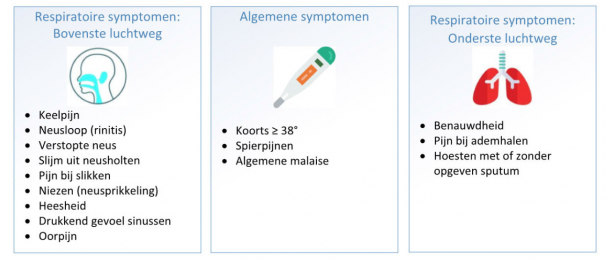 Respiratoire symptomen:
Bovenste luchtweg
• Keelpijn
• Neusloop (rinitis)
• Verstopte neus
• Slijm uit neusholten
• Pijn bij slikken
• Niezen (neusprikkeling)
• Heesheid
• Drukkend gevoel sinussen
• Oorpijn
Algemene symptomen
• Koorts ≥ 38°
• Spierpijnen
• Algemene malaise
Respiratoire symptomen:
Onderste luchtweg
• Benauwdheid
• Pijn bij ademhalen
• Hoesten met of zonder
opgeven sputum